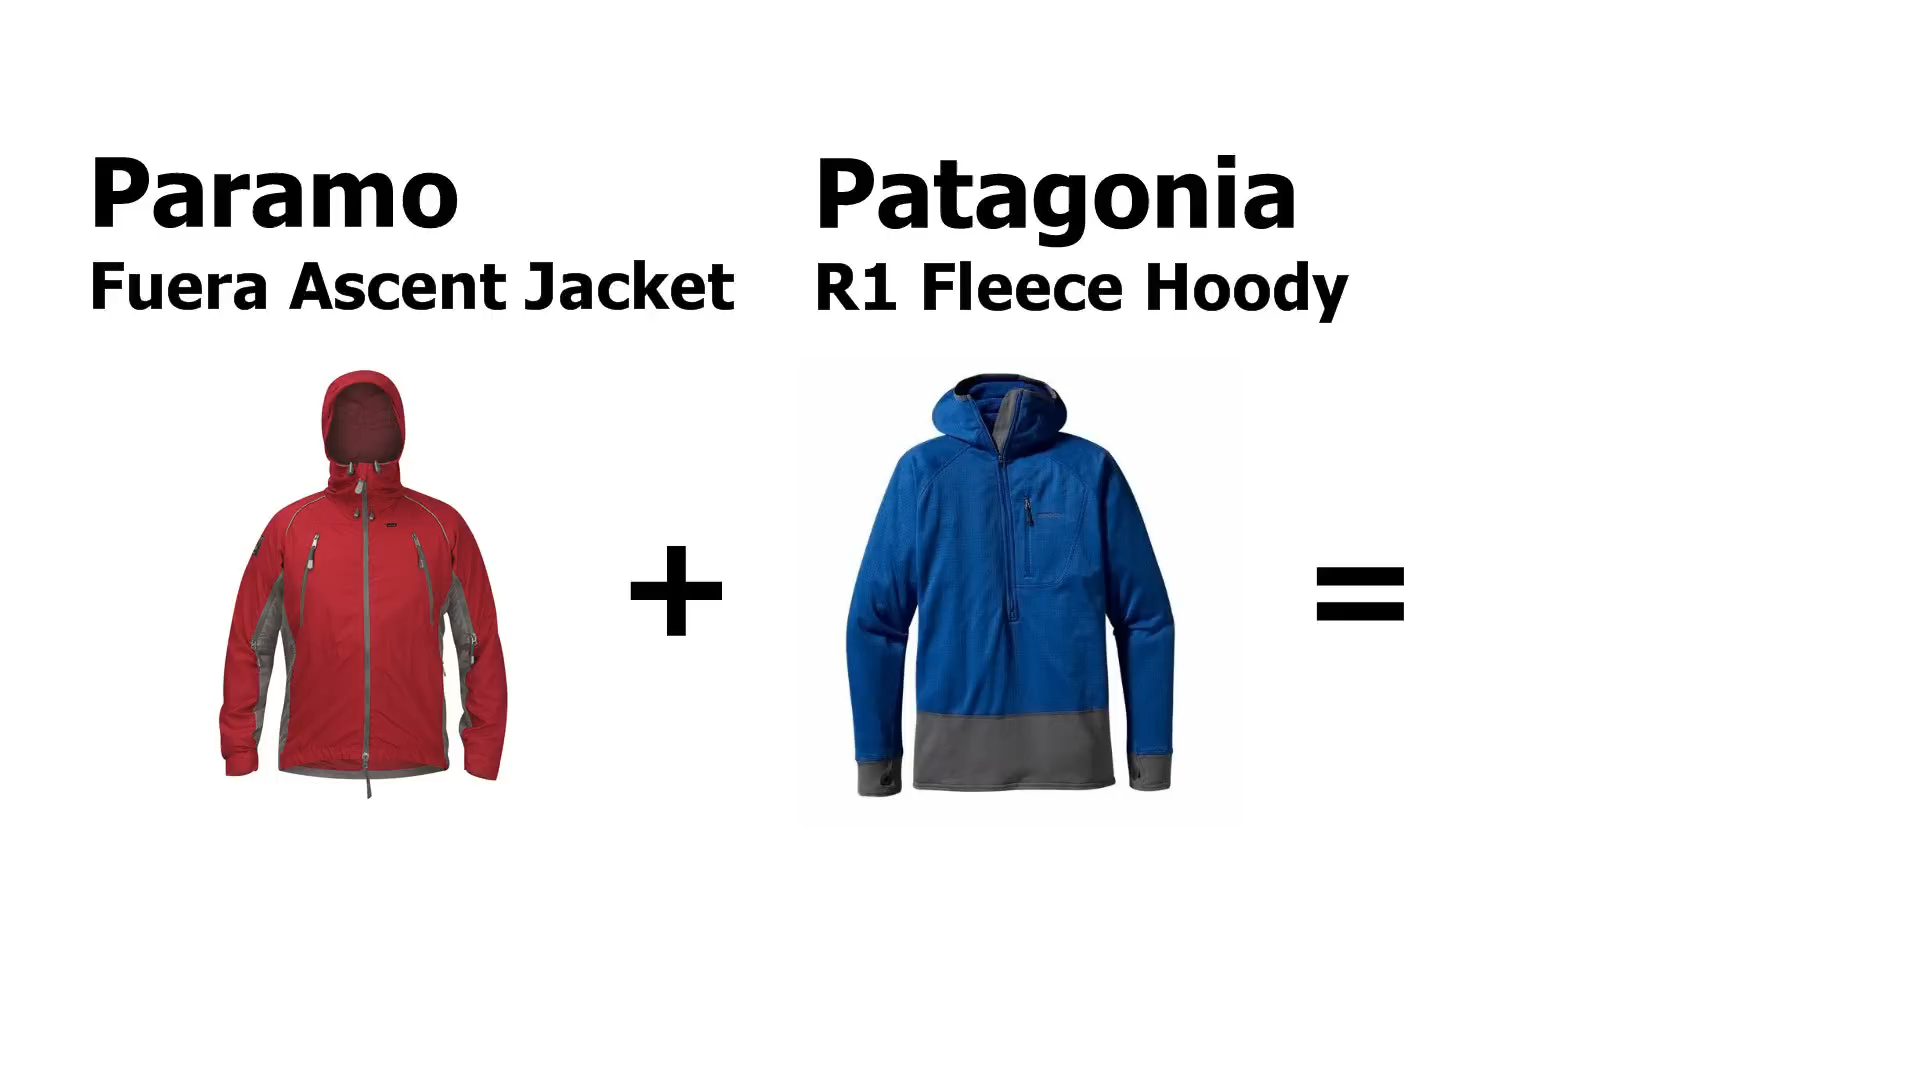 Paramo
Fuera Ascent Jacket
Patagonia
R1 Fleece Hoody
+
=